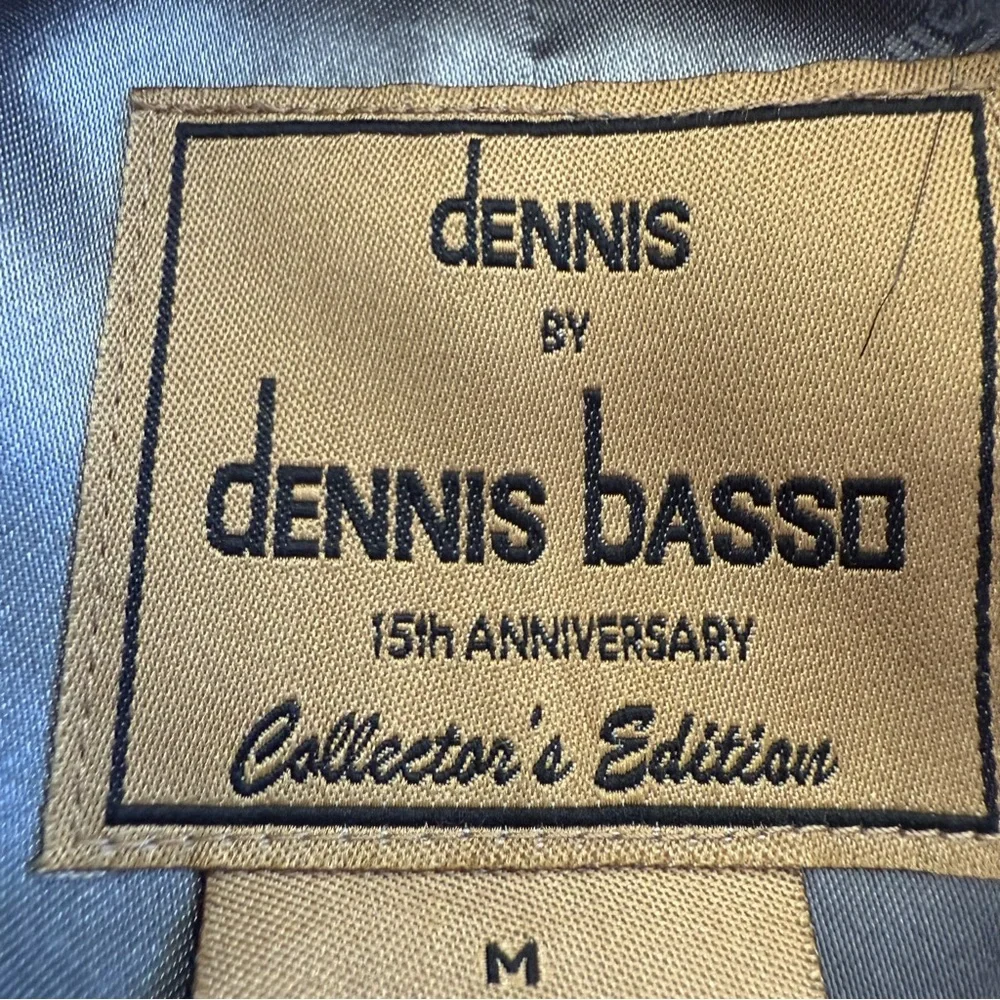 dENNIS
BY
dENNIS bASSO
15th ANNIVERSARY
Collector's Edition
M